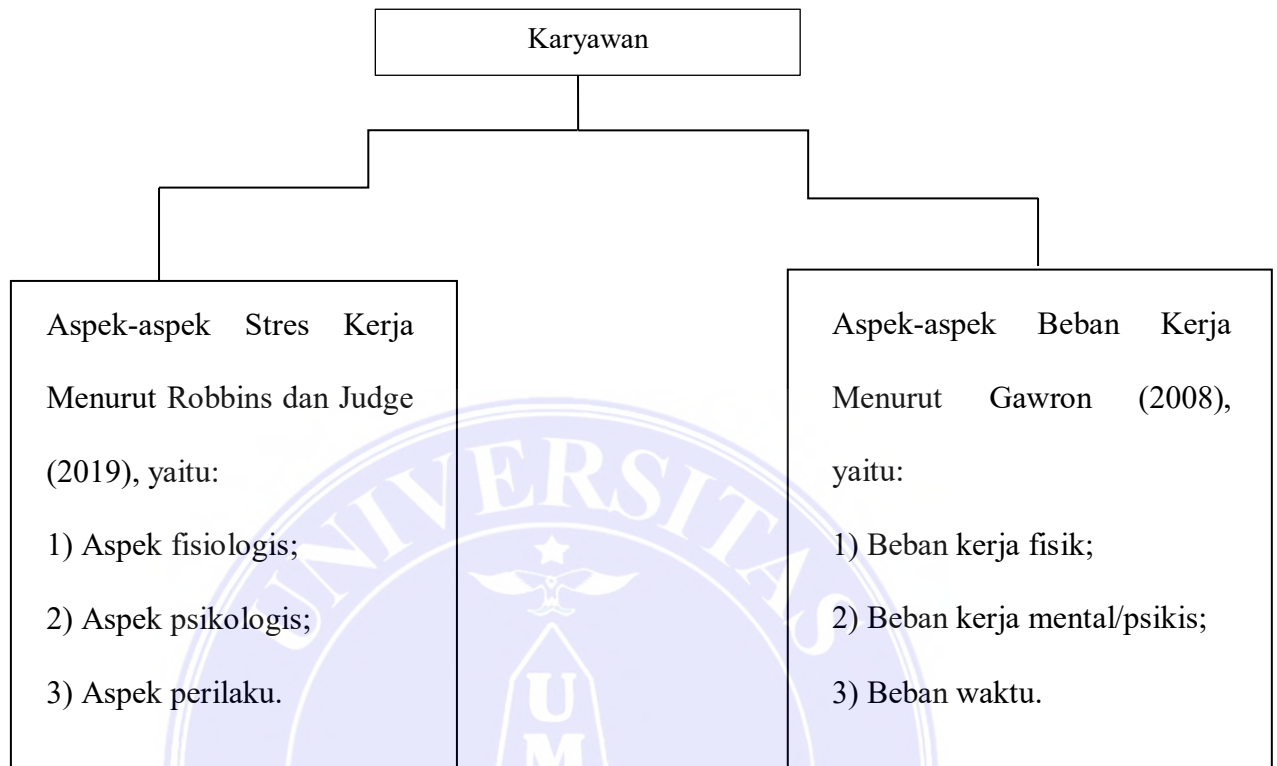 Karyawan
Aspek-aspek Stres Kerja
Menurut Robbins dan Judge
(2019), yaitu:
1) Aspek fisiologis;
2) Aspek psikologis;
3) Aspek perilaku.
Aspek-aspek Beban Kerja
Menurut Gawron (2008),
yaitu:
1) Beban kerja fisik;
2) Beban kerja mental/psikis;
3) Beban waktu.
UNIVERSITAS
U
M